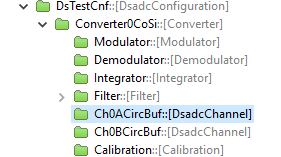 DsTestCnf::[DsadcConfiguration]
Converter0CoSi::[Converter]
Modulator::[Modulator]
Demodulator::[Demodulator]
Integrator::[Integrator]
Filter::[Filter]
Ch0ACircBuf::[DsadcChannel]
Ch0BCircBuf::[DsadcChannel]
Calibration::[Calibration]